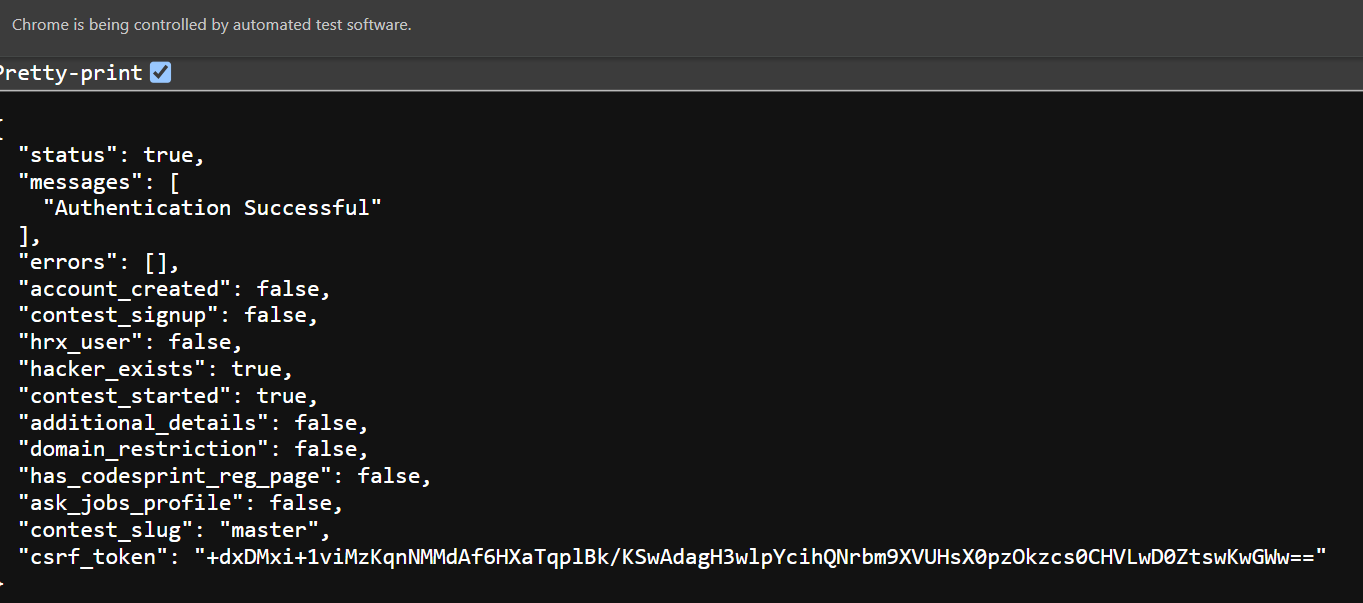 Chrome is being controlled by automated test software.
Pretty-print
{
"status": true,
"messages": [
"Authentication Successful"
],
"errors": [],
"account_created": false,
"contest_signup": false,
"hrx_user": false,
"hacker_exists": true,
"contest_started": true,
"additional_details": false,
"domain_restriction": false,
"has_codesprint_reg_page": false,
"ask_jobs_profile": false,
"contest_slug": "master",
"csrf_token": "+dxDMxi+1viMzKqnNMMdAf6HXaTqplBk/KSwAdagH3wlpYcihQNrbm9XVUHsX0pzOkzcs0CHVLwD0ZtswKwGWw=="
}